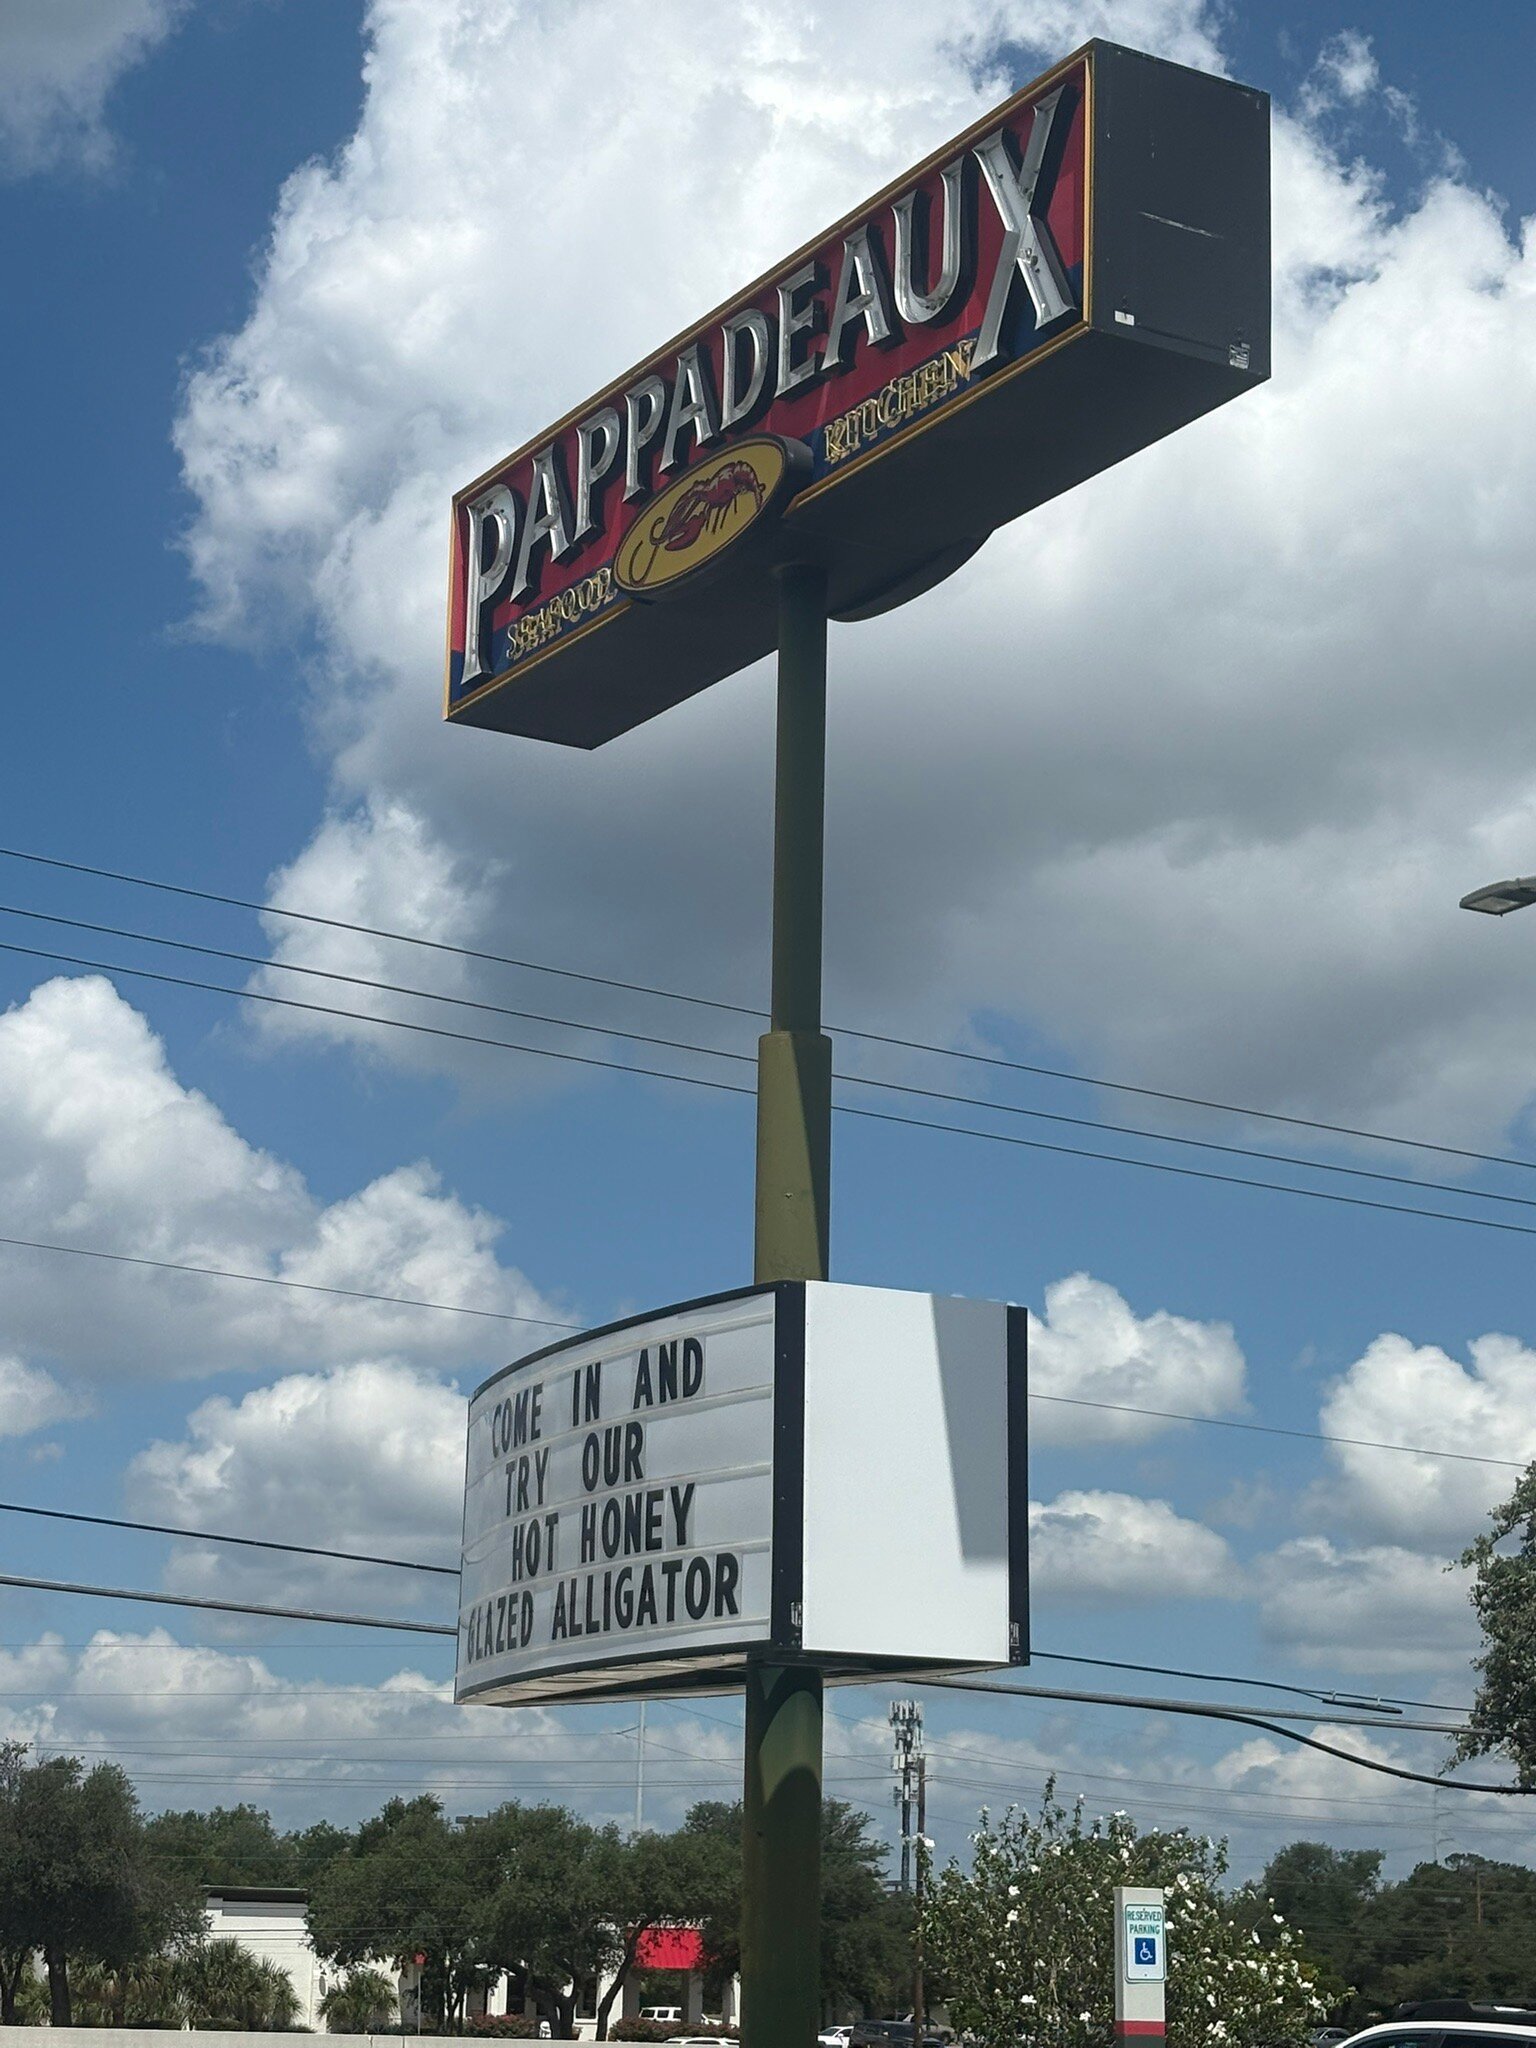 PAPPADEAUX
SEAFOOD KITCHEN
COME IN AND
TRY OUR
HOT HONEY
GLAZED ALLIGATOR
RESERVED
PARKING